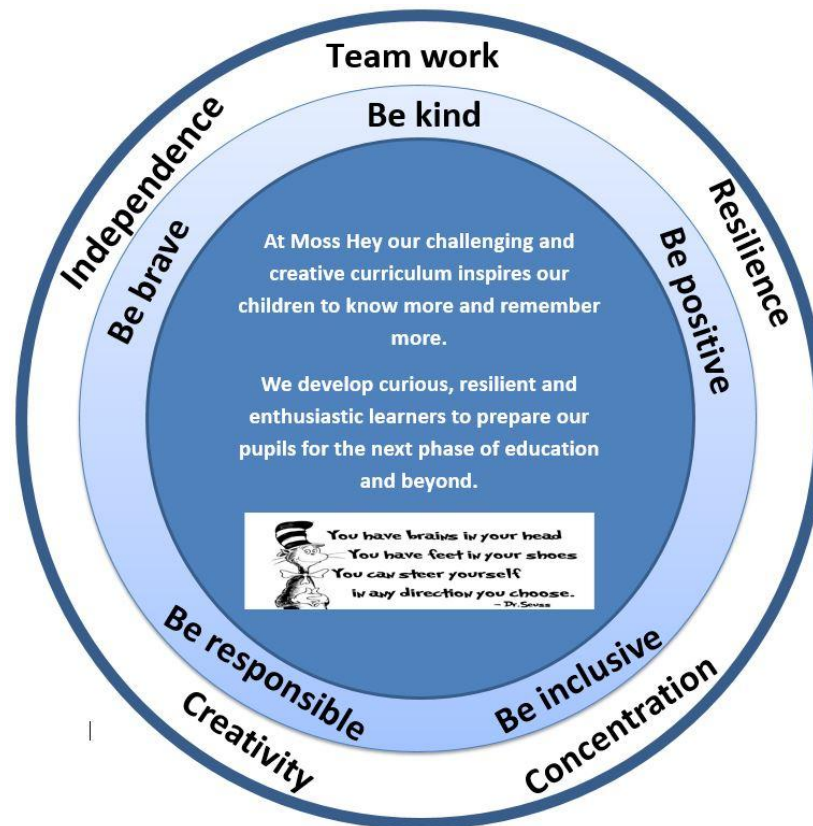 Team work
Be kind
Independence
Be brave
Resilience
Be positive
At Moss Hey our challenging and
creative curriculum inspires our
children to know more and remember
more.
We develop curious, resilient and
enthusiastic learners to prepare our
pupils for the next phase of education
and beyond.
You have brains in your head
You have feet in your shoes
You can steer yourself
in any direction you choose.
- Dr. Seuss
Be responsible
Be inclusive
Creativity
Concentration